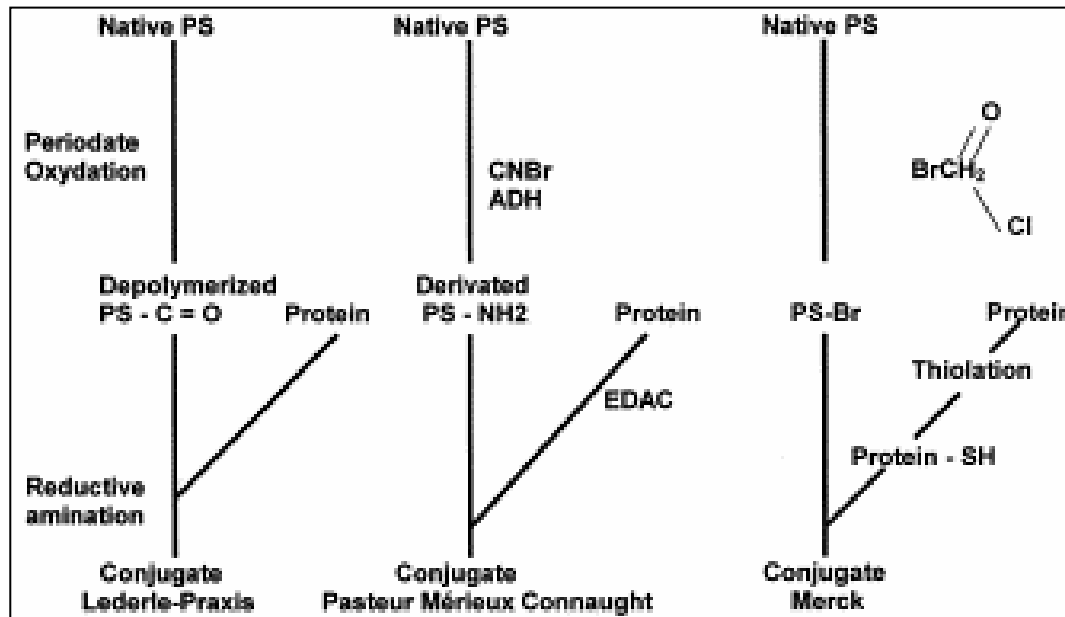 Native PS
Native PS
Native PS
Periodate
Oxydation
CNBr
ADH
O
BrCH2
Cl
Depolymerized
PS - C = O
Protein
Derivated
PS - NH2
Protein
PS-Br
Protein
Thiolation
EDAC
Protein - SH
Reductive
amination
Conjugate
Lederle-Praxis
Conjugate
Pasteur Mérieux Connaught
Conjugate
Merck